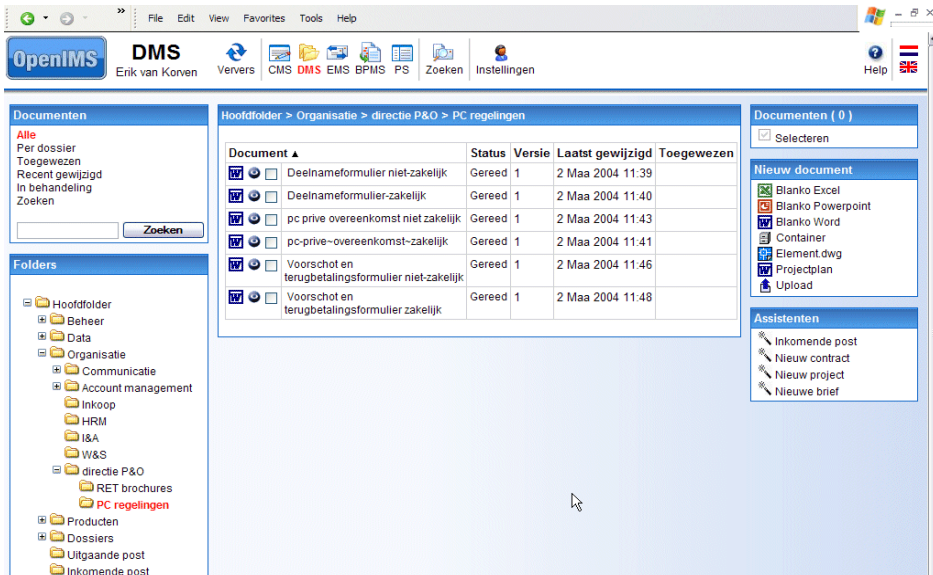 » File Edit View Favorites Tools Help
OpenIMS
DMS
Erik van Korven
Ververs CMS DMS EMS BPMS PS Zoeken Instellingen Help
Documenten
Alle
Per dossier
Toegewezen
Recent gewijzigd
In behandeling
Zoeken
Zoeken
Folders
Hoofdfolder
Beheer
Data
Organisatie
Communicatie
Account management
Inkoop
HRM
I&A
W&S
directie P&O
RET brochures
PC regelingen
Producten
Dossiers
Uitgaande post
Inkomende post
Hoofdfolder > Organisatie > directie P&O > PC regelingen
Document ▲ Status Versie Laatst gewijzigd Toegewezen
Deelnameformulier niet-zakelijk Gereed 1 2 Maa 2004 11:39
Deelnameformulier-zakelijk Gereed 1 2 Maa 2004 11:40
pc prive overeenkomst niet zakelijk Gereed 1 2 Maa 2004 11:43
pc-prive~overeenkomst~zakelijk Gereed 1 2 Maa 2004 11:41
Voorschot en Gereed 1 2 Maa 2004 11:46
terugbetalingsformulier niet-zakelijk
Voorschot en Gereed 1 2 Maa 2004 11:48
terugbetalingsformulier zakelijk
Documenten ( 0 )
Selecteren
Nieuw document
Blanko Excel
Blanko Powerpoint
Blanko Word
Container
Element.dwg
Projectplan
Upload
Assistenten
Inkomende post
Nieuw contract
Nieuw project
Nieuwe brief